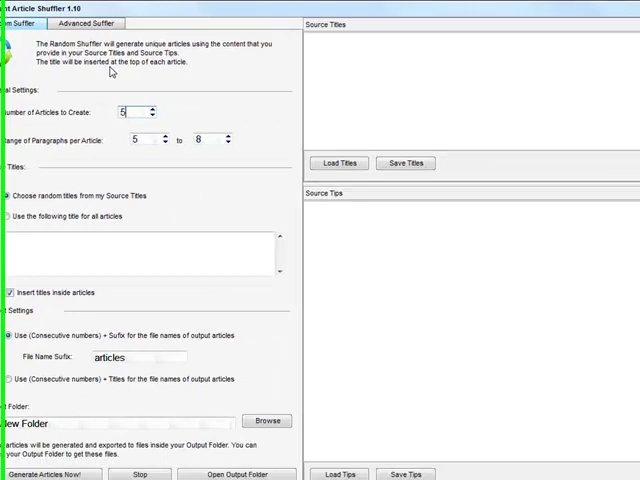 nt Article Shuffler 1.10
om Suffler
Advanced Suffler
Source Titles
The Random Shuffler will generate unique articles using the content that you
provide in your Source Titles and Source Tips.
The title will be inserted at the top of each article.
al Settings:
Number of Articles to Create:
5
Range of Paragraphs per Article:
5
to
8
Load Titles
Save Titles
Titles:
Source Tips
Choose random titles from my Source Titles
Use the following title for all articles
Insert titles inside articles
t Settings
Use (Consecutive numbers) + Sufix for the file names of output articles
File Name Sufix:
articles
Use (Consecutive numbers) + Titles for the file names of output articles
t Folder:
New Folder
Browse
articles will be generated and exported to files inside your Output Folder. You can
your Output Folder to get these files.
Generate Articles Now!
Stop
Open Output Folder
Load Tips
Save Tips